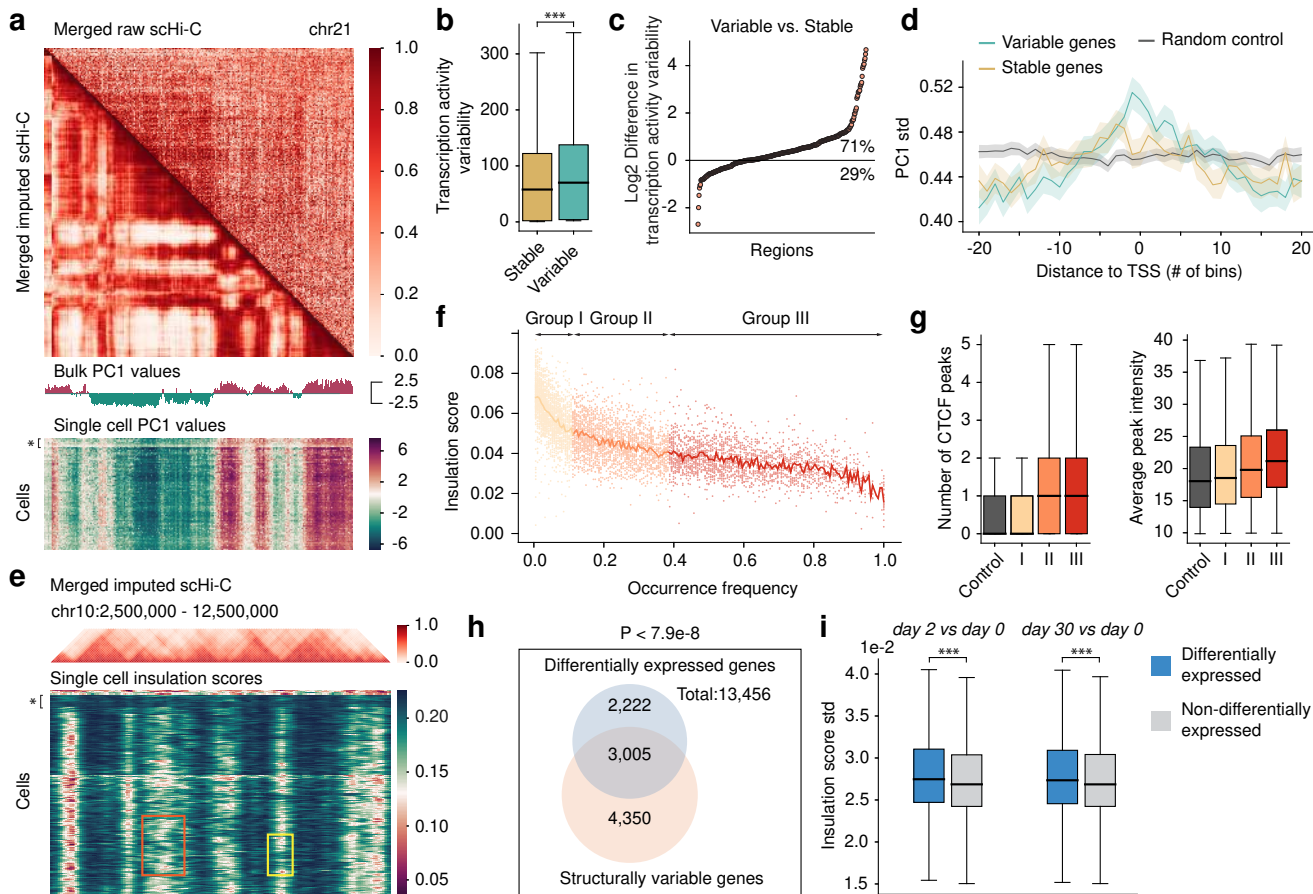 a
Merged raw scHi-C
chr21
Merged imputed scHi-C
1.0
0.8
0.6
0.4
0.2
0.0
Bulk PC1 values
2.5
-2.5
Single cell PC1 values
*
Cells
6
2
-2
-6
b
***
Transcription activity
variability
300
200
100
0
Stable
Variable
c
Variable vs. Stable
Log2 Difference in
transcription activity variability
4
2
0
-2
71%
29%
Regions
d
Variable genes
Stable genes
Random control
PC1 std
0.52
0.48
0.44
0.40
-20
-10
0
10
20
Distance to TSS (# of bins)
e
Merged imputed scHi-C
chr10:2,500,000 - 12,500,000
1.0
0.0
Single cell insulation scores
*
Cells
0.20
0.15
0.10
0.05
f
Group I
Group II
Group III
Insulation score
0.08
0.06
0.04
0.02
0.00
0.0
0.2
0.4
0.6
0.8
1.0
Occurrence frequency
g
Number of CTCF peaks
5
4
3
2
1
0
Control
I
II
III
Average peak intensity
40
35
30
25
20
15
10
Control
I
II
III
h
P < 7.9e-8
Differentially expressed genes
Total:13,456
2,222
3,005
4,350
Structurally variable genes
i
day 2 vs day 0
day 30 vs day 0
1e-2
***
***
Insulation score std
4.0
3.5
3.0
2.5
2.0
1.5
Differentially
expressed
Non-differentially
expressed